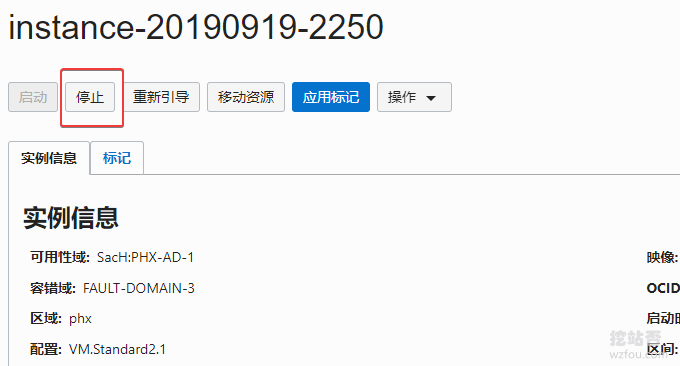 instance-20190919-2250
启动 停止 重新引导 移动资源 应用标记 操作
实例信息 标记
实例信息
可用性域: SacH:PHX-AD-1 映像:
容错域: FAULT-DOMAIN-3 OCID
区域: phx 启动
配置: VM.Standard2.1 区间:
挖站否
wzfou.com